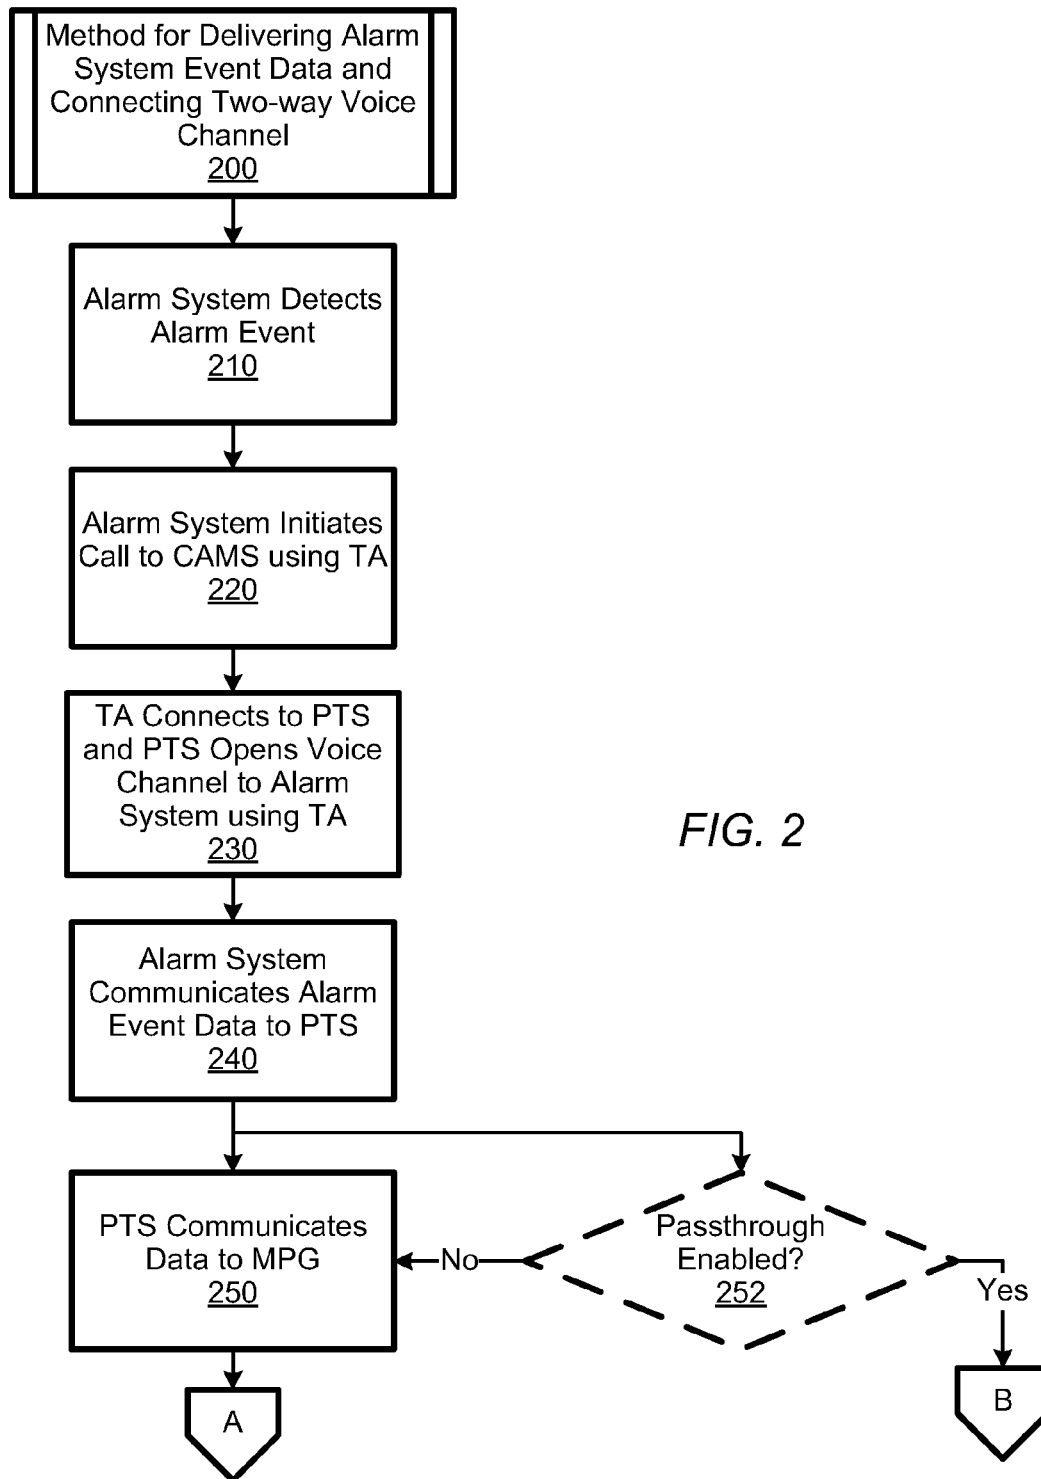 Method for Delivering Alarm
System Event Data and
Connecting Two-way Voice
Channel
200
Alarm System Detects
Alarm Event
210
Alarm System Initiates
Call to CAMS using TA
220
TA Connects to PTS
and PTS Opens Voice
Channel to Alarm
System using TA
230
FIG. 2
Alarm System
Communicates Alarm
Event Data to PTS
240
PTS Communicates
Data to MPG
250
No
Passthrough
Enabled?
252
Yes
A
B